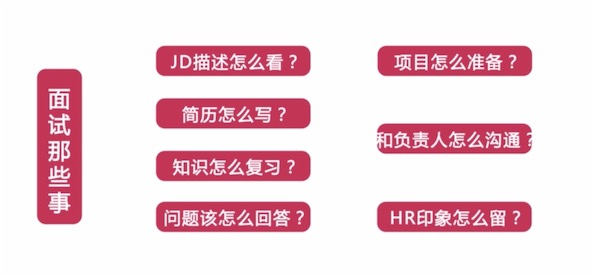 面试那些事
JD描述怎么看？
简历怎么写？
知识怎么复习？
问题该怎么回答？
项目怎么准备？
和负责人怎么沟通？
HR印象怎么留？